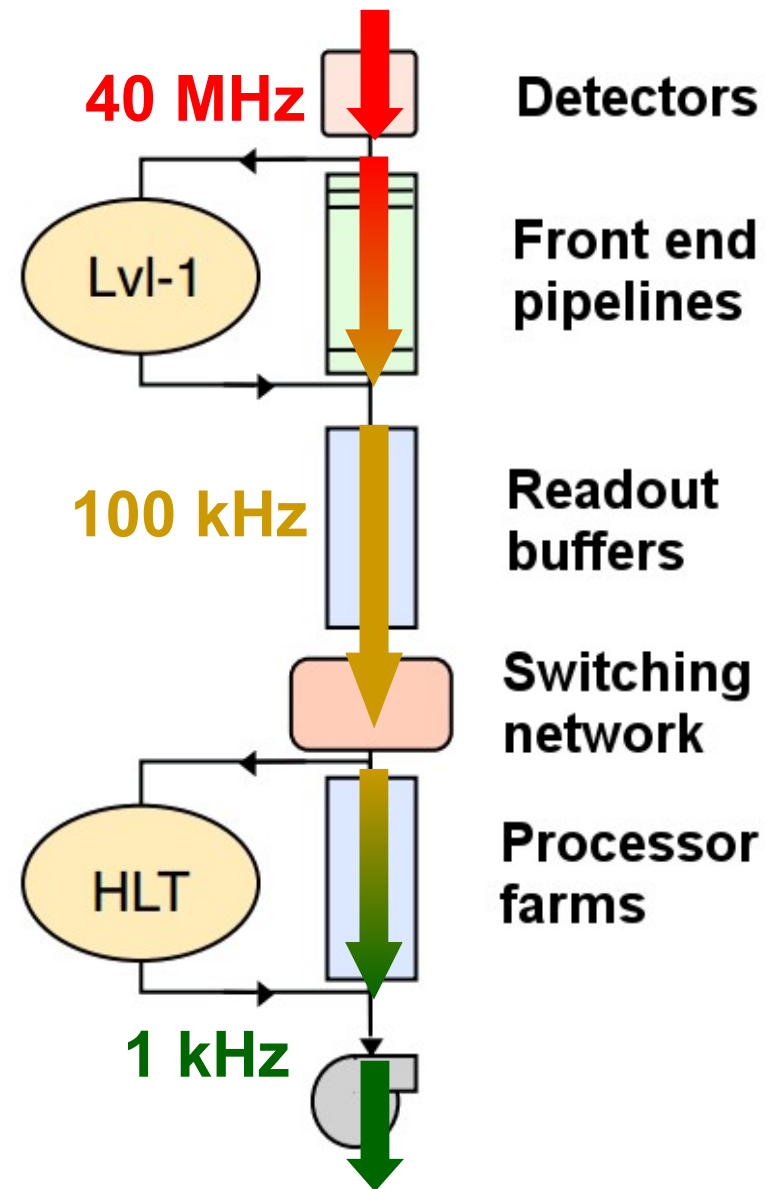 40 MHz
Detectors
Lvl-1
Front end
pipelines
100 kHz
Readout
buffers
Switching
network
HLT
Processor
farms
1 kHz